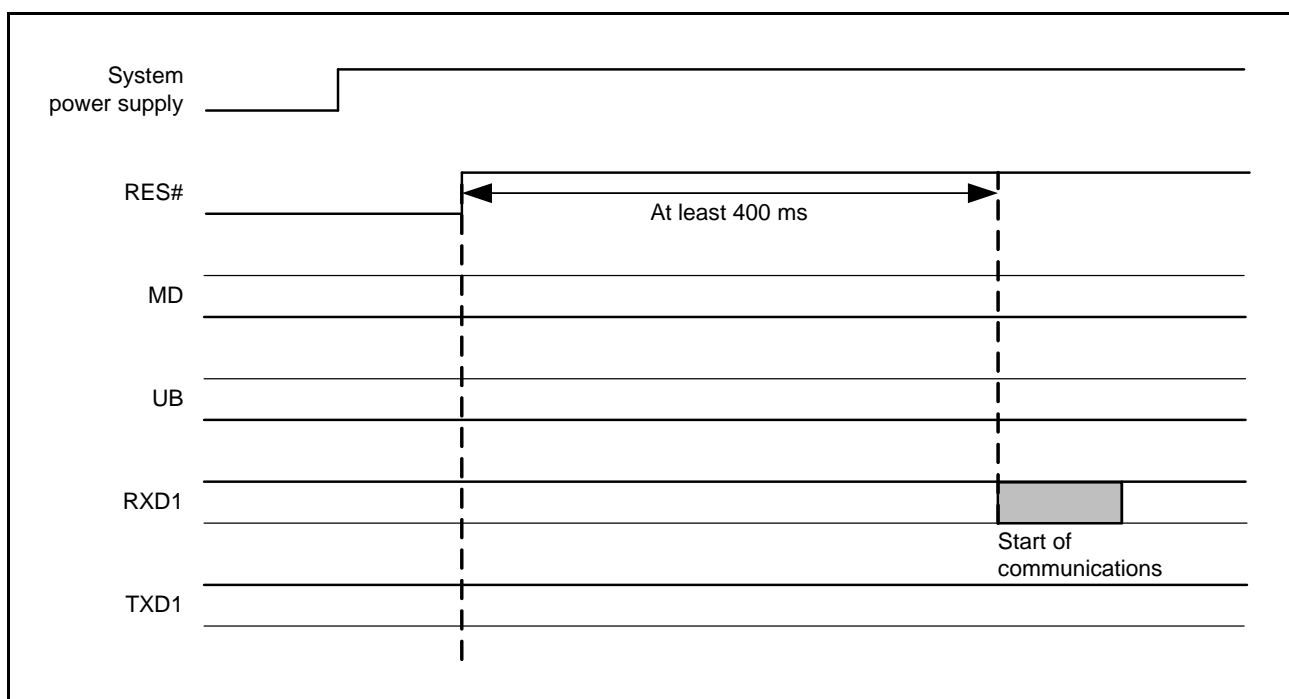 System
power supply
RES#
At least 400 ms
MD
UB
RXD1
Start of
communications
TXD1